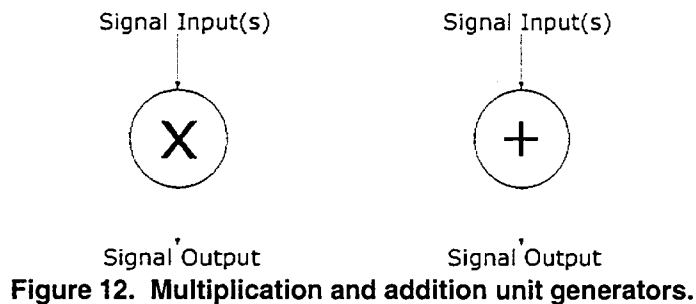 Signal Input(s) Signal Input(s)
X +
Signal Output Signal Output
Figure 12. Multiplication and addition unit generators.